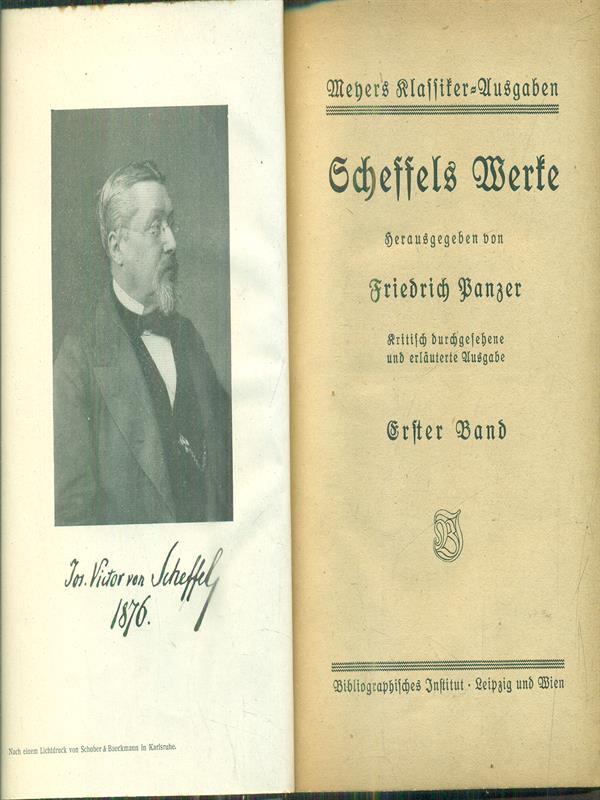 Jos. Victor von Scheffel
1876.
Nach einem Lichtdruck von Schober & Baeckmann in Karlsruhe.
Meyers Klassiker-Ausgaben
Scheffels Werke
Herausgegeben von
Friedrich Panzer
Kritisch durchgesehene
und erläuterte Ausgabe
Erster Band
Bibliographisches Institut · Leipzig und Wien